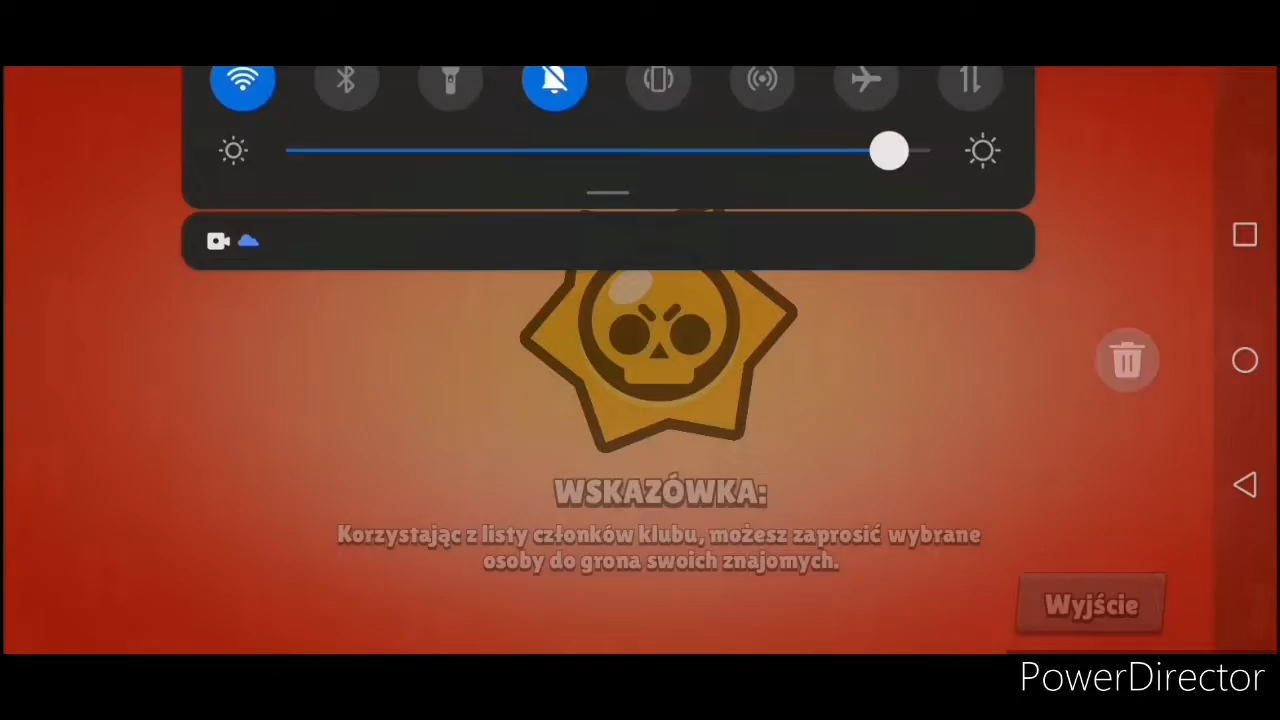 WSKAZÓWKA:
Korzystając z listy członków klubu, możesz zaprosić wybrane
osoby do grona swoich znajomych.
Wyjście
PowerDirector